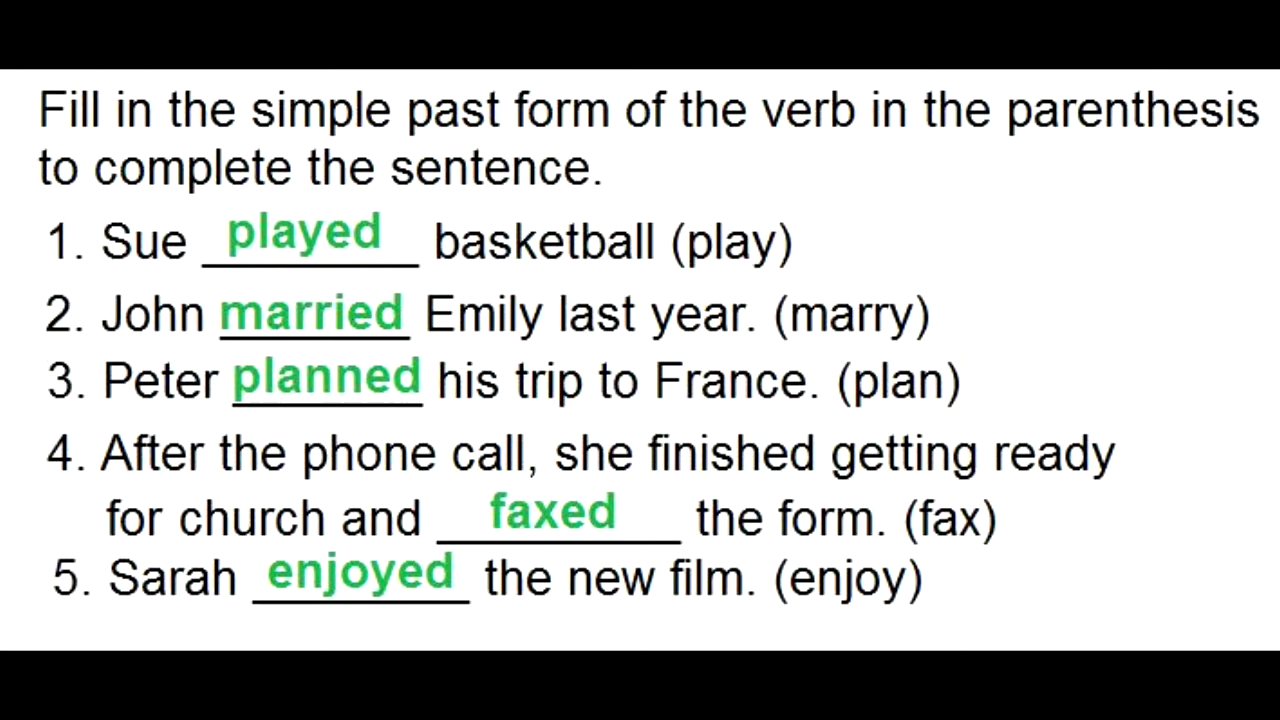 Fill in the simple past form of the verb in the parenthesis
to complete the sentence.
1. Sue played basketball (play)
2. John married Emily last year. (marry)
3. Peter planned his trip to France. (plan)
4. After the phone call, she finished getting ready
for church and faxed the form. (fax)
5. Sarah enjoyed the new film. (enjoy)